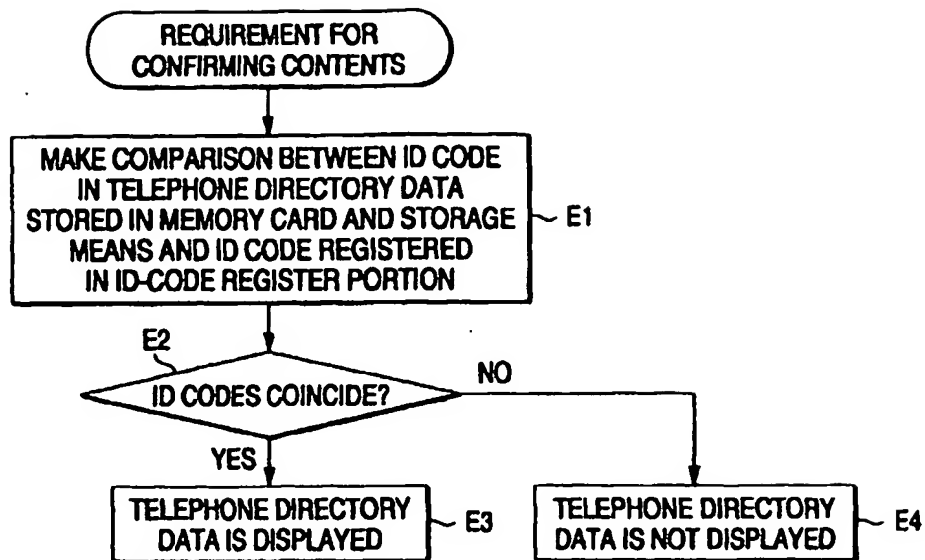 REQUIREMENT FOR
CONFIRMING CONTENTS
MAKE COMPARISON BETWEEN ID CODE
IN TELEPHONE DIRECTORY DATA
STORED IN MEMORY CARD AND STORAGE
MEANS AND ID CODE REGISTERED
IN ID-CODE REGISTER PORTION
E1
E2
ID CODES COINCIDE?
NO
YES
TELEPHONE DIRECTORY
DATA IS DISPLAYED
E3
TELEPHONE DIRECTORY
DATA IS NOT DISPLAYED
E4